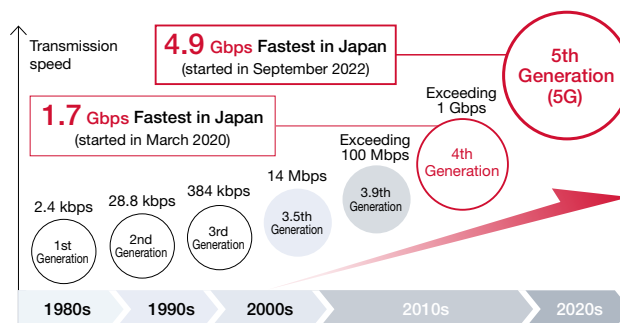 Transmission
speed
4.9 Gbps Fastest in Japan
(started in September 2022)
5th
Generation
(5G)
1.7 Gbps Fastest in Japan
(started in March 2020)
Exceeding
1 Gbps
4th
Generation
Exceeding
100 Mbps
3.9th
Generation
14 Mbps
3.5th
Generation
384 kbps
3rd
Generation
28.8 kbps
2nd
Generation
2.4 kbps
1st
Generation
1980s
1990s
2000s
2010s
2020s